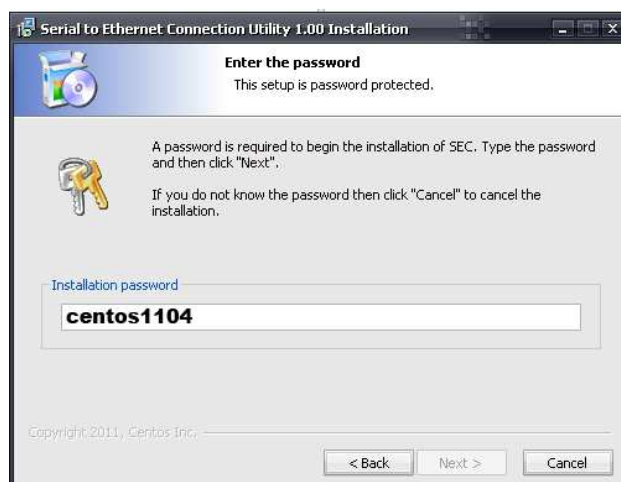 Serial to Ethernet Connection Utility 1.00 Installation
Enter the password
This setup is password protected.
A password is required to begin the installation of SEC. Type the password
and then click "Next".
If you do not know the password then click "Cancel" to cancel the
installation.
Installation password
centos1104
Copyright 2011, Centos Inc.
< Back Next > Cancel